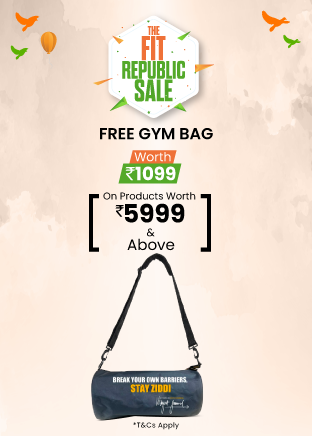 THE
FIT
REPUBLIC
SALE
FREE GYM BAG
Worth
₹1099
On Products Worth
₹5999
&
Above
BREAK YOUR OWN BARRIERS.
STAY ZIDDI
*T&Cs Apply